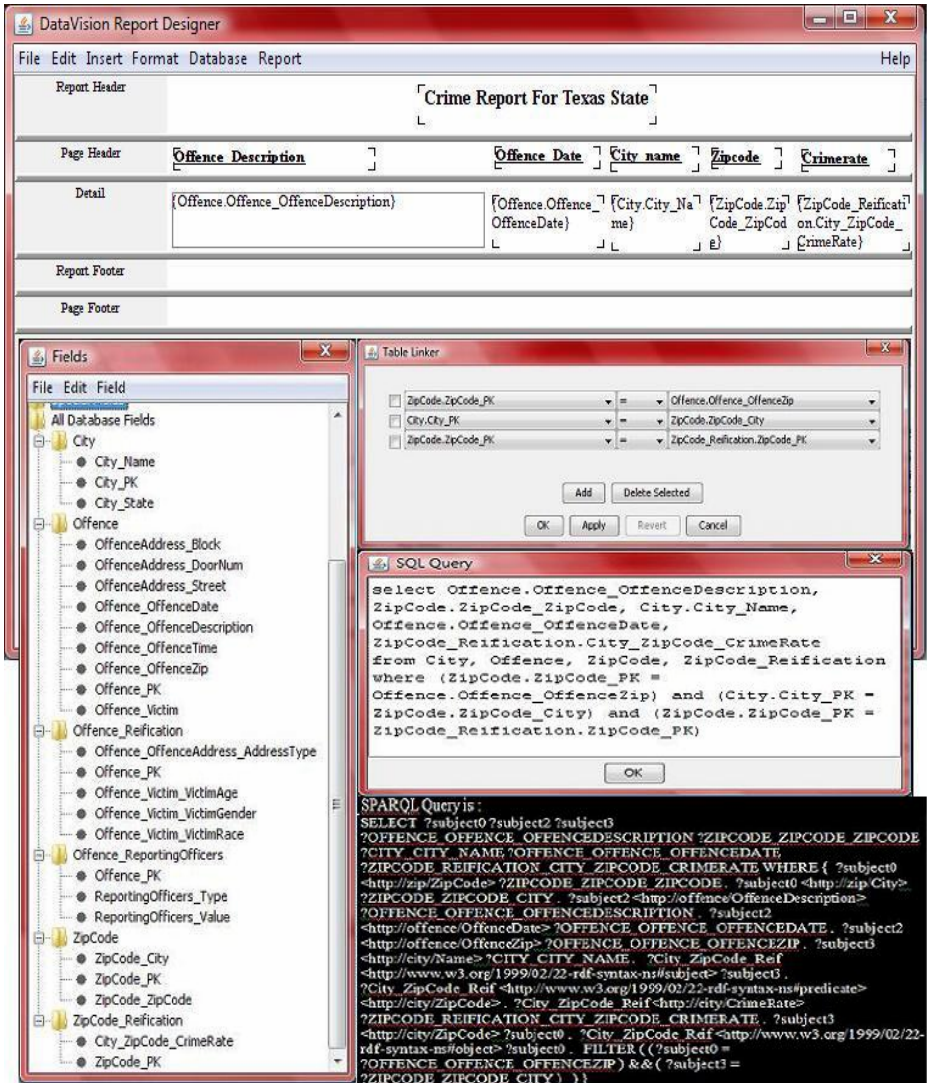 DataVision Report Designer
File Edit Insert Format Database Report Help
Report Header
Crime Report For Texas State
Page Header
Offence Description Offence Date City name Zipcode Crimerate
Detail
{Offence.Offence_OffenceDescription} {Offence.Offence_ {City.City_Na {ZipCode.Zip {ZipCode_Reificati
OffenceDate} me} Code_ZipCod on.City_ZipCode_
e} CrimeRate}
Report Footer
Page Footer
Fields
File Edit Field
All Database Fields
City
City_Name
City_PK
City_State
Offence
OffenceAddress_Block
OffenceAddress_DoorNum
OffenceAddress_Street
Offence_OffenceDate
Offence_OffenceDescription
Offence_OffenceTime
Offence_OffenceZip
Offence_PK
Offence_Victim
Offence_Reification
Offence_OffenceAddress_AddressType
Offence_PK
Offence_Victim_VictimAge
Offence_Victim_VictimGender
Offence_Victim_VictimRace
Offence_ReportingOfficers
Offence_PK
ReportingOfficers_Type
ReportingOfficers_Value
ZipCode
ZipCode_City
ZipCode_PK
ZipCode_ZipCode
ZipCode_Reification
City_ZipCode_CrimeRate
ZipCode_PK
Table Linker
ZipCode.ZipCode_PK = Offence.Offence_OffenceZip
City.City_PK = ZipCode.ZipCode_City
ZipCode.ZipCode_PK = ZipCode_Reification.ZipCode_PK
Add Delete Selected
OK Apply Revert Cancel
SQL Query
select Offence.Offence_OffenceDescription,
ZipCode.ZipCode_ZipCode, City.City_Name,
Offence.Offence_OffenceDate,
ZipCode_Reification.City_ZipCode_CrimeRate
from City, Offence, ZipCode, ZipCode_Reification
where (ZipCode.ZipCode_PK =
Offence.Offence_OffenceZip) and (City.City_PK =
ZipCode.ZipCode_City) and (ZipCode.ZipCode_PK =
ZipCode_Reification.ZipCode_PK)
OK
SPARQL Query is :
SELECT ?subject0 ?subject2 ?subject3
?OFFENCE_OFFENCE_OFFENCEDESCRIPTION ?ZIPCODE_ZIPCODE_ZIPCODE
?CITY_CITY_NAME ?OFFENCE_OFFENCE_OFFENCEDATE
?ZIPCODE_REIFICATION_CITY_ZIPCODE_CRIMERATE WHERE { ?subject0
<http://zip/ZipCode> ?ZIPCODE_ZIPCODE_ZIPCODE . ?subject0 <http://zip/City>
?ZIPCODE_ZIPCODE_CITY . ?subject2 <http://offence/OffenceDescription>
?OFFENCE_OFFENCE_OFFENCEDESCRIPTION . ?subject2
<http://offence/OffenceDate> ?OFFENCE_OFFENCE_OFFENCEDATE . ?subject2
<http://offence/OffenceZip> ?OFFENCE_OFFENCE_OFFENCEZIP . ?subject3
<http://city/Name> ?CITY_CITY_NAME . ?City_ZipCode_Reif
<http://www.w3.org/1999/02/22-rdf-syntax-ns#subject> ?subject3 .
?City_ZipCode_Reif <http://www.w3.org/1999/02/22-rdf-syntax-ns#predicate>
<http://city/ZipCode> . ?City_ZipCode_Reif <http://city/CrimeRate>
?ZIPCODE_REIFICATION_CITY_ZIPCODE_CRIMERATE . ?subject3
<http://city/ZipCode> ?subject0 . ?City_ZipCode_Reif <http://www.w3.org/1999/02/22-
rdf-syntax-ns#object> ?subject0 . FILTER ((?subject0 =
?OFFENCE_OFFENCE_OFFENCEZIP ) && ( ?subject3 =
?ZIPCODE_ZIPCODE_CITY ) )}